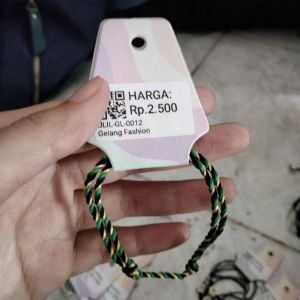 HARGA:
Rp.2.500
JLIL-GL-0012
Gelang Fashion